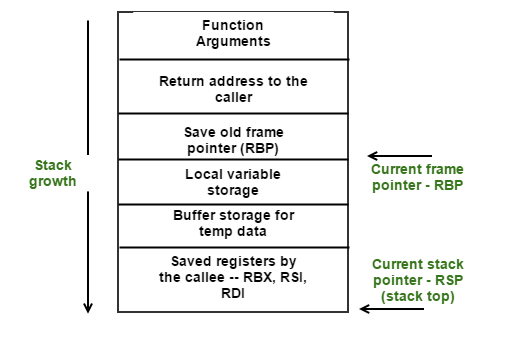 Function
Arguments
Return address to the
caller
Save old frame
pointer (RBP)
Local variable
storage
Buffer storage for
temp data
Saved registers by
the callee -- RBX, RSI,
RDI
Stack
growth
Current frame
pointer - RBP
Current stack
pointer - RSP
(stack top)